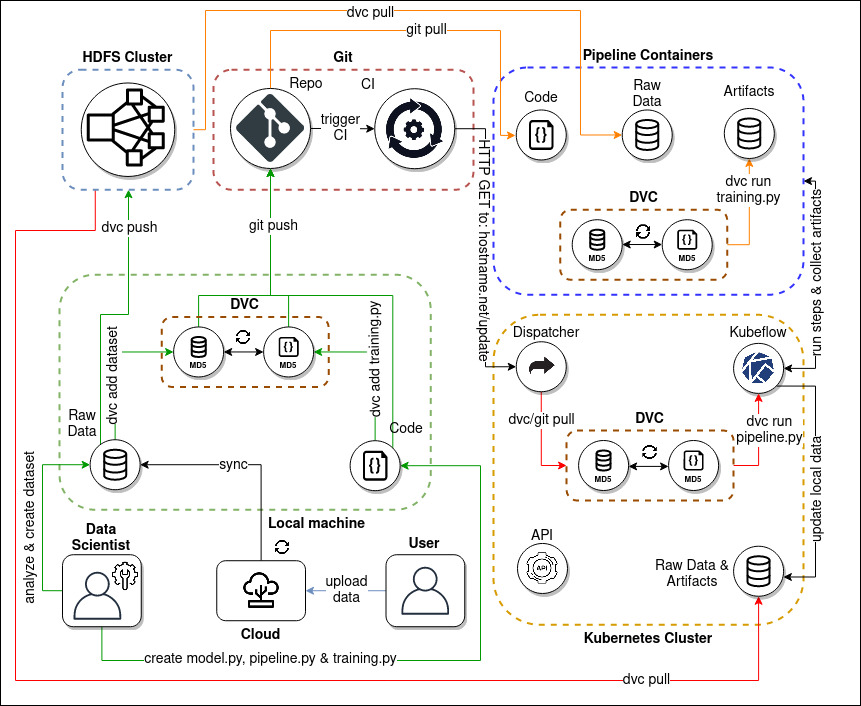 dvc pull
git pull
HDFS Cluster
Git
Pipeline Containers
Repo
CI
Code
Raw
Data
Artifacts
trigger
CI
HTTP GET to: hostname.net/update
dvc run
training.py
DVC
MD5
MD5
dvc push
git push
run steps & collect artifacts
DVC
MD5
MD5
dvc add dataset
dvc add training.py
Raw
Data
Code
Dispatcher
Kubeflow
dvc/git pull
DVC
MD5
MD5
dvc run
pipeline.py
update local data
sync
analyze & create dataset
Local machine
Data
Scientist
User
upload
data
Cloud
API
API
Raw Data &
Artifacts
Kubernetes Cluster
create model.py, pipeline.py & training.py
dvc pull